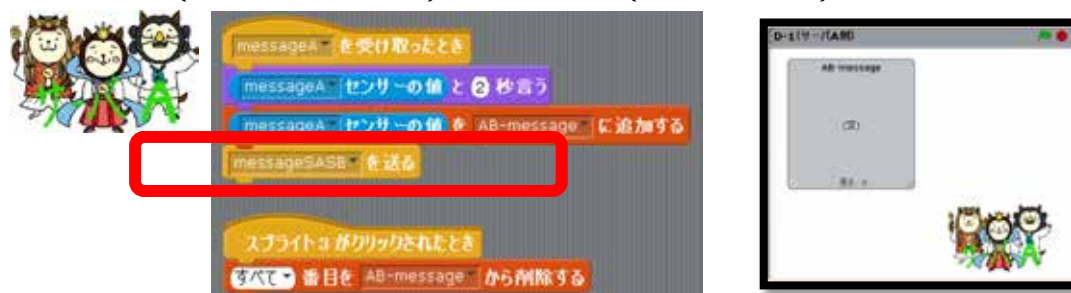 messageA を受け取ったとき
messageA センサーの値 と 2 秒言う
messageA センサーの値 を AB-message に追加する
messageSASB を送る
スプライト3 がクリックされたとき
すべて 番目を AB-message から削除する
AB-message
(空)